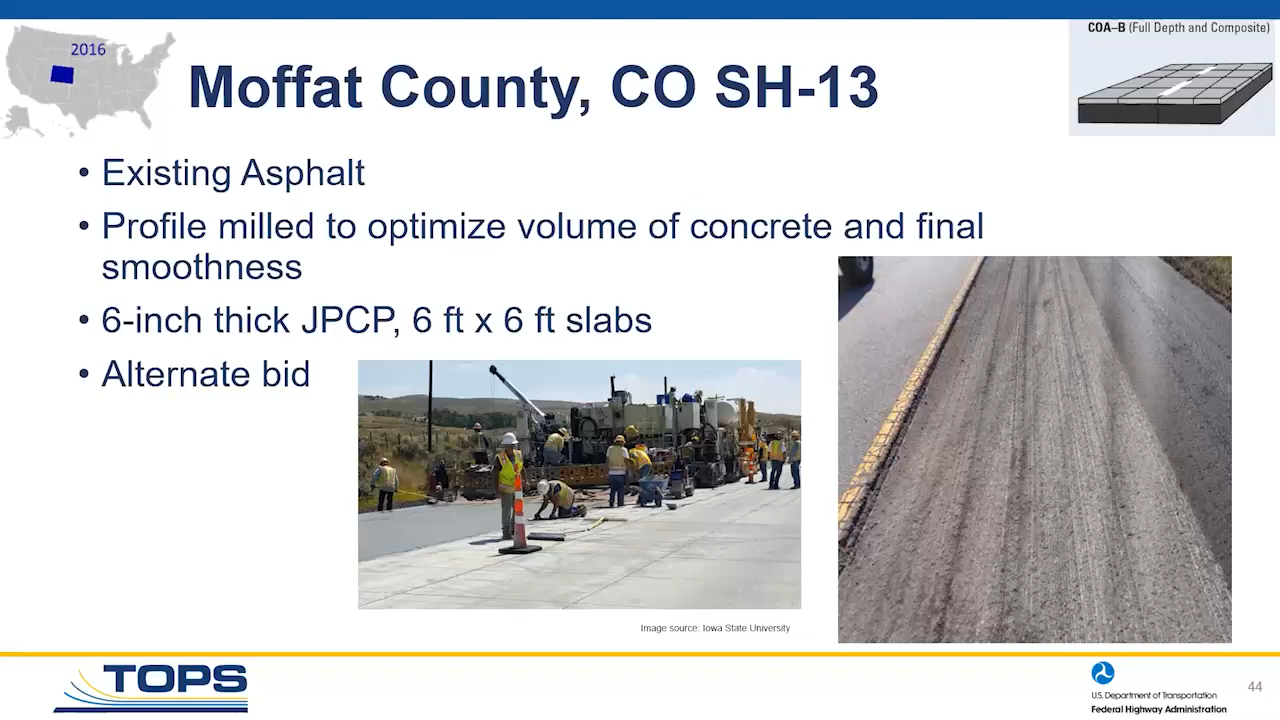 2016
COA–B (Full Depth and Composite)
Moffat County, CO SH-13
• Existing Asphalt
• Profile milled to optimize volume of concrete and final
smoothness
• 6-inch thick JPCP, 6 ft x 6 ft slabs
• Alternate bid
Image source: Iowa State University
TOPS
U.S. Department of Transportation
Federal Highway Administration
44